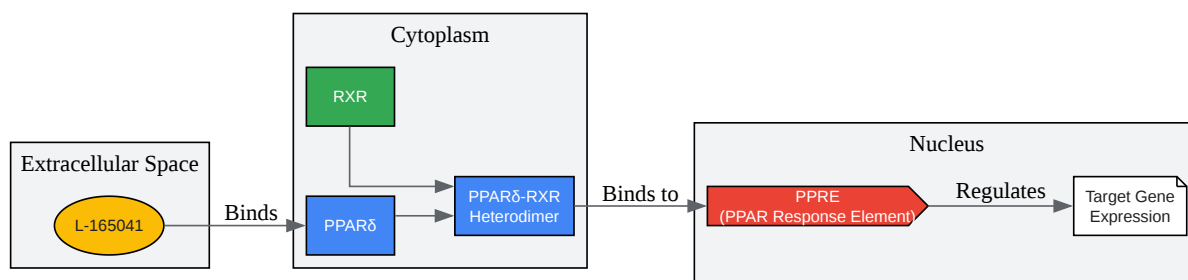 Extracellular Space
L-165041
Binds
Cytoplasm
RXR
PPARδ
PPARδ-RXR
Heterodimer
Binds to
Nucleus
PPRE
(PPAR Response Element)
Regulates
Target Gene
Expression